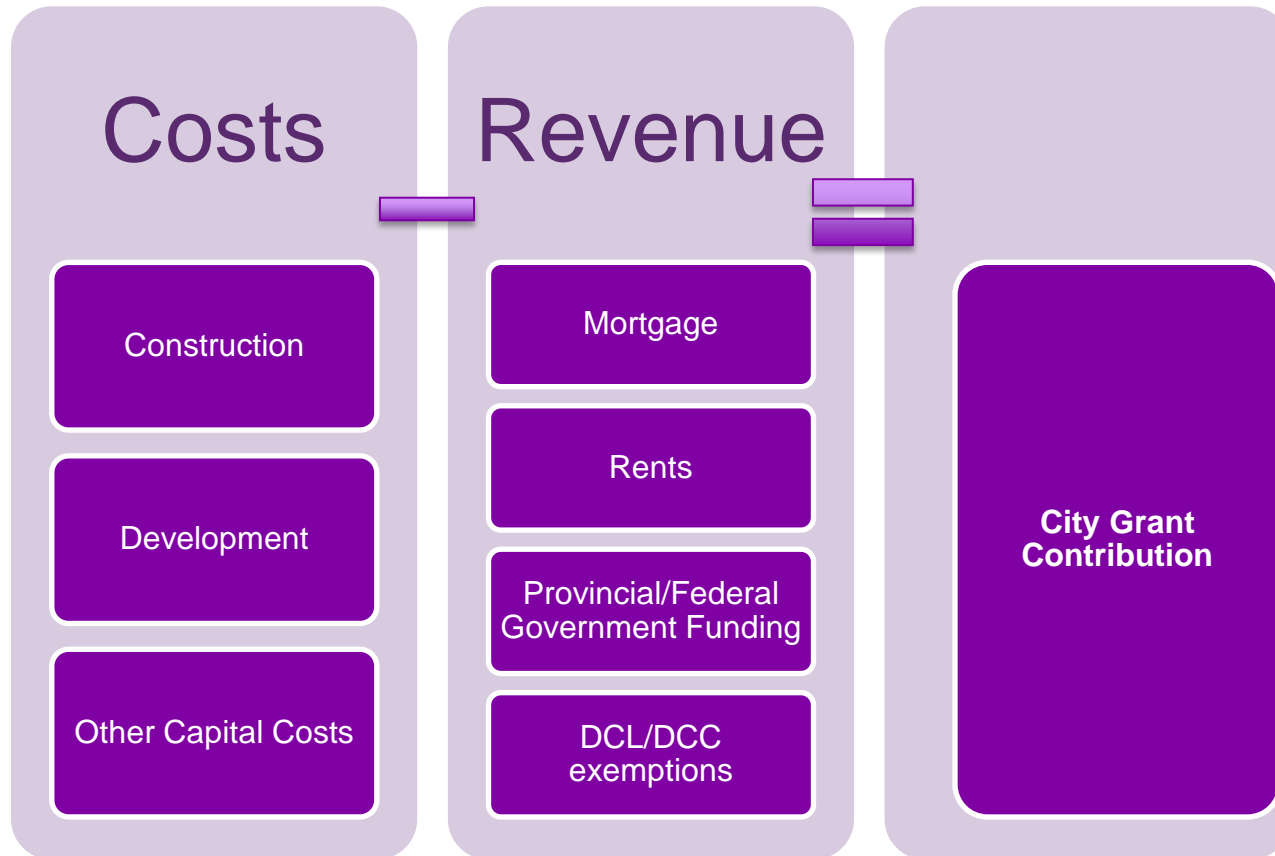 Costs
Construction
Development
Other Capital Costs
Revenue
Mortgage
Rents
Provincial/Federal
Government Funding
DCL/DCC
exemptions
City Grant
Contribution